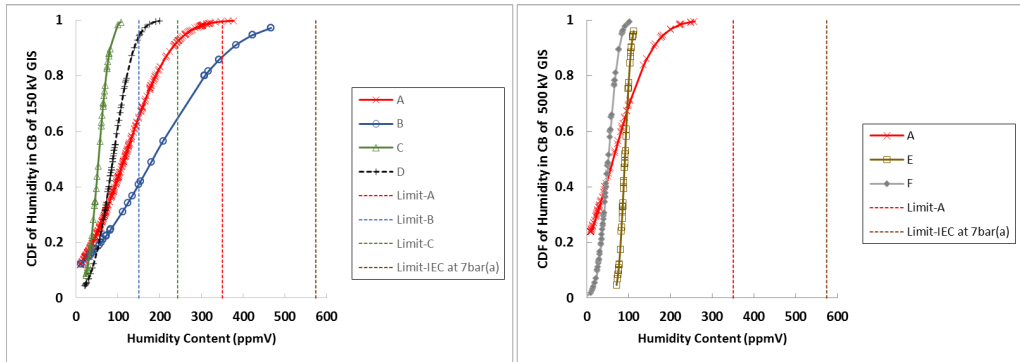 CDF of Humidity in CB of 150 kV GIS
1
0.8
0.6
0.4
0.2
0
0 100 200 300 400 500 600
Humidity Content (ppmV)
A
B
C
D
Limit-A
Limit-B
Limit-C
Limit-IEC at 7bar(a)
CDF of Humidity in CB of 500 kV GIS
1
0.8
0.6
0.4
0.2
0
0 100 200 300 400 500 600
Humidity Content (ppmV)
A
E
F
Limit-A
Limit-IEC at 7bar(a)